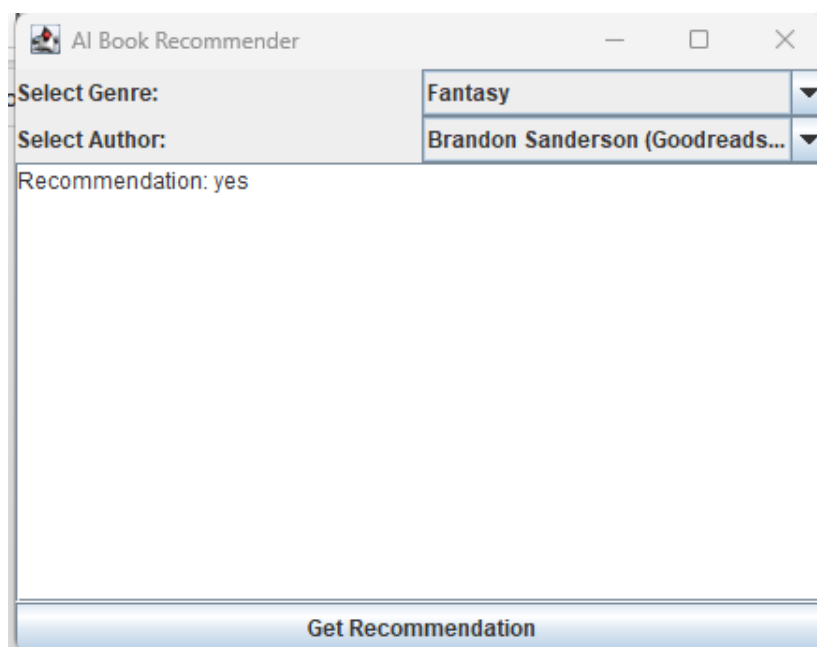 AI Book Recommender
Select Genre: Fantasy
Select Author: Brandon Sanderson (Goodreads...
Recommendation: yes
Get Recommendation